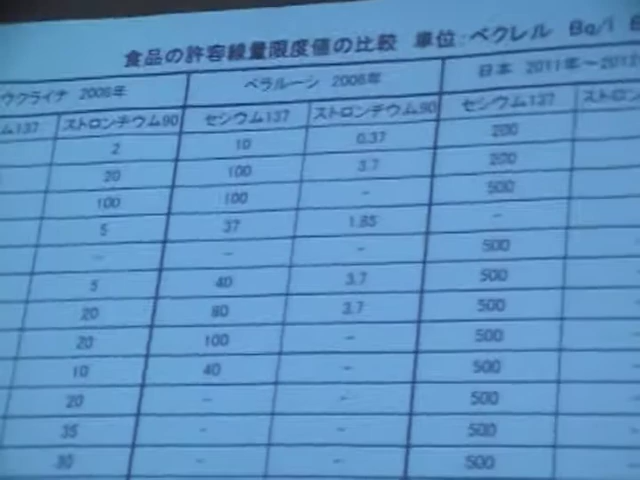 食品の許容線量限度値の比較 単位:ベクレル Bq/l
ウクライナ 2006年 ベラルーシ 2006年 日本 2011年～2012
ム137 ストロンチウム90 セシウム137 ストロンチウム90 セシウム137 ストロン
2 10 0.37 200
20 100 3.7 200
100 100 - 500
5 37 1.85 -
- - - 500
5 40 3.7 500
20 80 3.7 500
20 100 - 500
10 40 - 500
20 - - 500
35 - - 500
30 - - 500